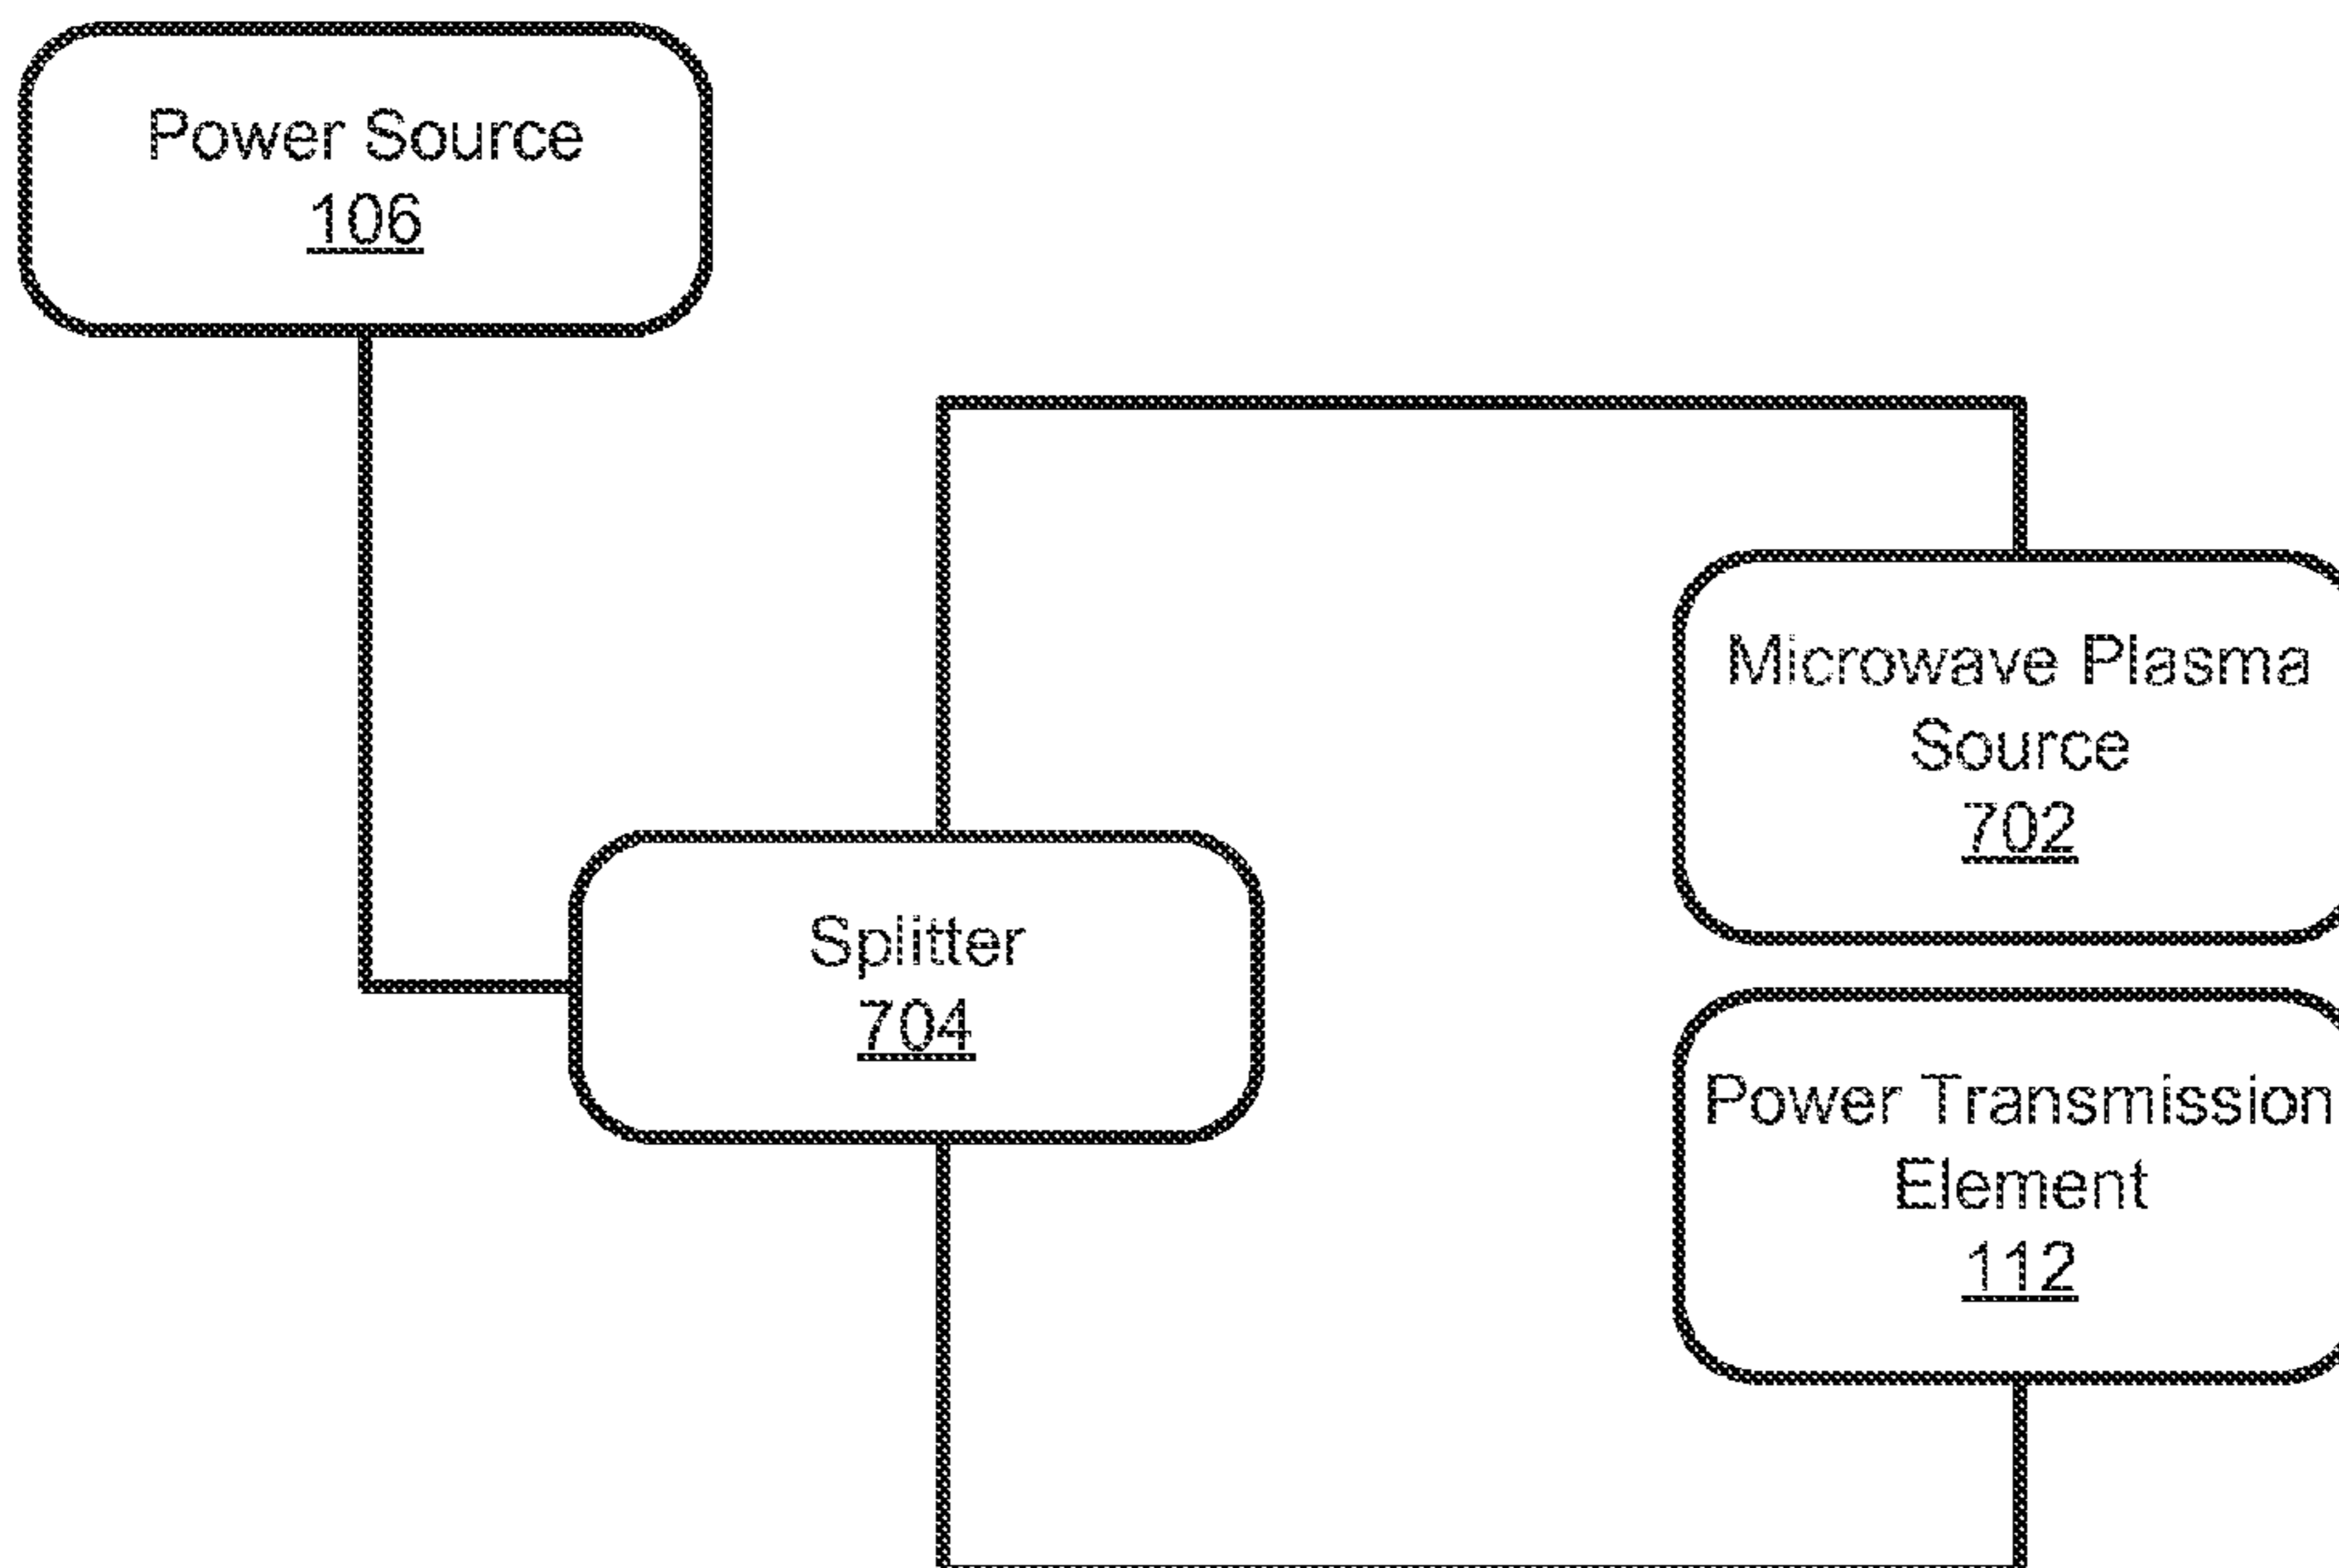 Power Source
106
Microwave Plasma
Source
702
Splitter
704
Power Transmission
Element
112